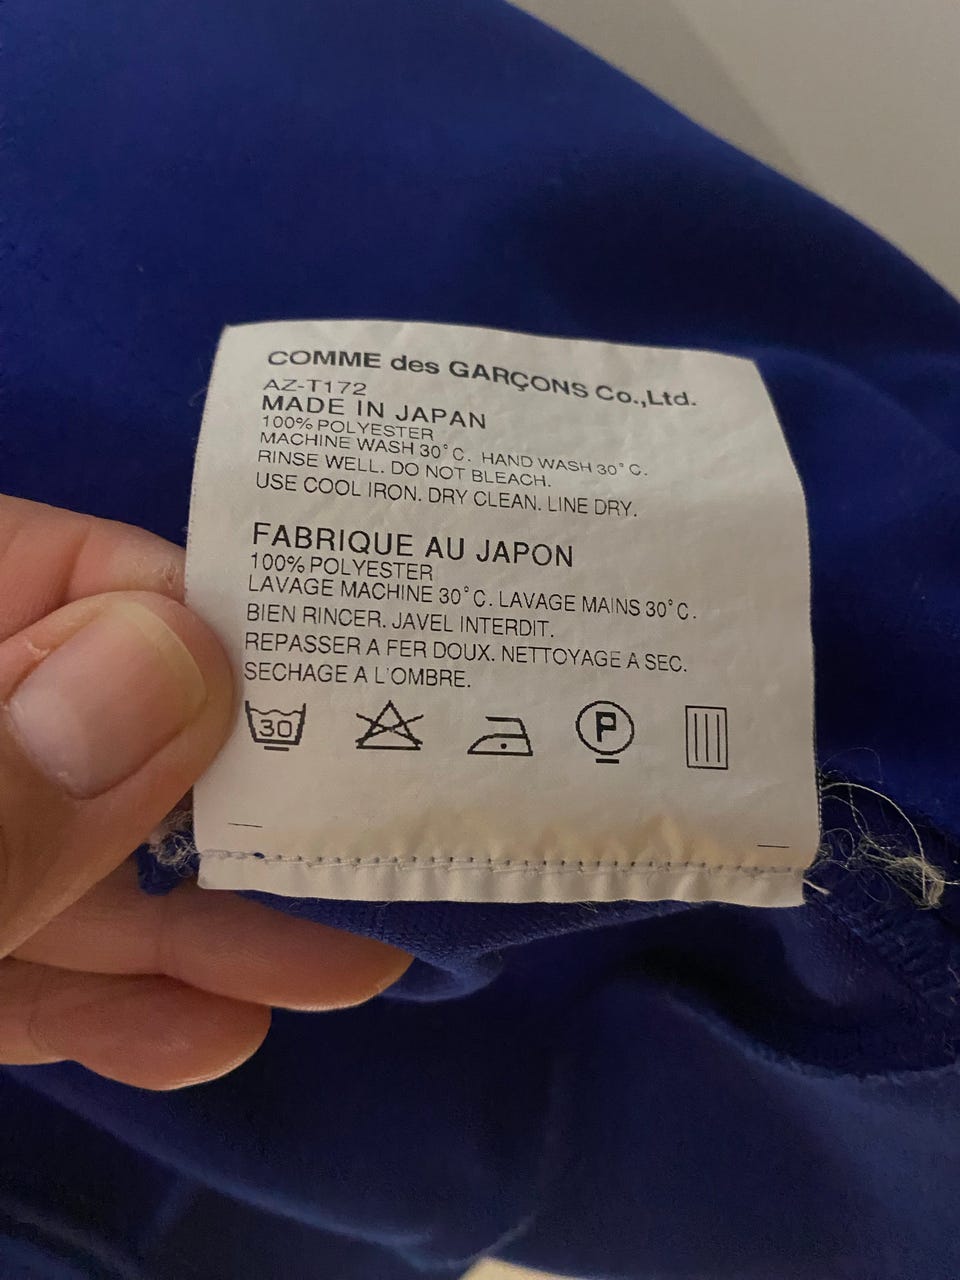 COMME des GARÇONS Co.,Ltd.
AZ-T172
MADE IN JAPAN
100% POLYESTER
MACHINE WASH 30°C. HAND WASH 30°C.
RINSE WELL. DO NOT BLEACH.
USE COOL IRON. DRY CLEAN. LINE DRY.
FABRIQUE AU JAPON
100% POLYESTER
LAVAGE MACHINE 30°C. LAVAGE MAINS 30°C.
BIEN RINCER. JAVEL INTERDIT.
REPASSER A FER DOUX. NETTOYAGE A SEC.
SECHAGE A L'OMBRE.
30 P